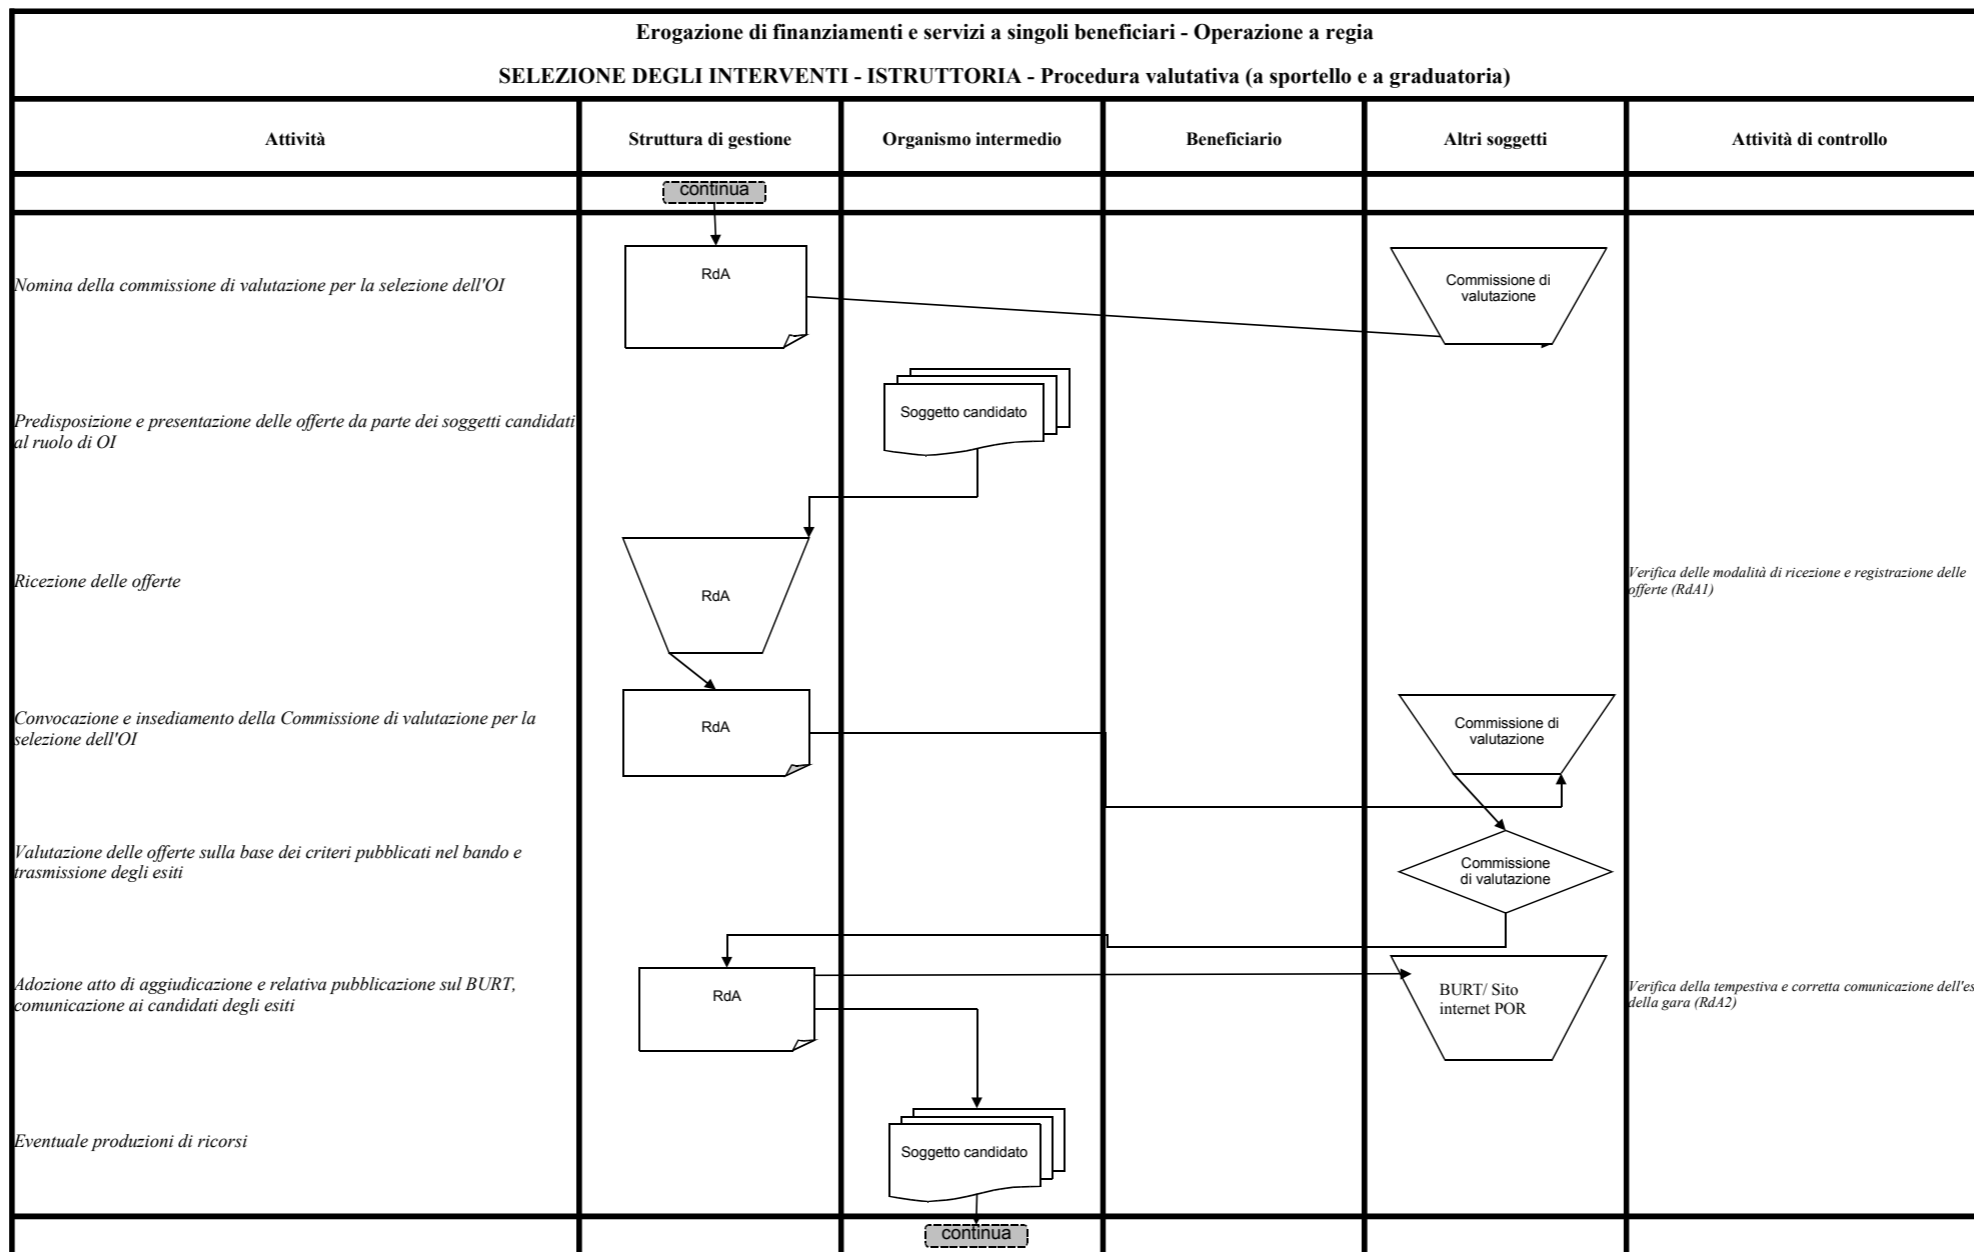 Erogazione di finanziamenti e servizi a singoli beneficiari - Operazione a regia
SELEZIONE DEGLI INTERVENTI - ISTRUTTORIA - Procedura valutativa (a sportello e a graduatoria)
Attività
Struttura di gestione
Organismo intermedio
Beneficiario
Altri soggetti
Attività di controllo
continua
Nomina della commissione di valutazione per la selezione dell'OI
RdA
Commissione di
valutazione
Predisposizione e presentazione delle offerte da parte dei soggetti candidati
al ruolo di OI
Soggetto candidato
Ricezione delle offerte
RdA
Verifica delle modalità di ricezione e registrazione delle
offerte (RdA1)
Convocazione e insediamento della Commissione di valutazione per la
selezione dell'OI
RdA
Commissione di
valutazione
Valutazione delle offerte sulla base dei criteri pubblicati nel bando e
trasmissione degli esiti
Commissione
di valutazione
Adozione atto di aggiudicazione e relativa pubblicazione sul BURT,
comunicazione ai candidati degli esiti
RdA
BURT/ Sito
internet POR
Verifica della tempestiva e corretta comunicazione
della gara (RdA2)
Eventuale produzioni di ricorsi
Soggetto candidato
continua